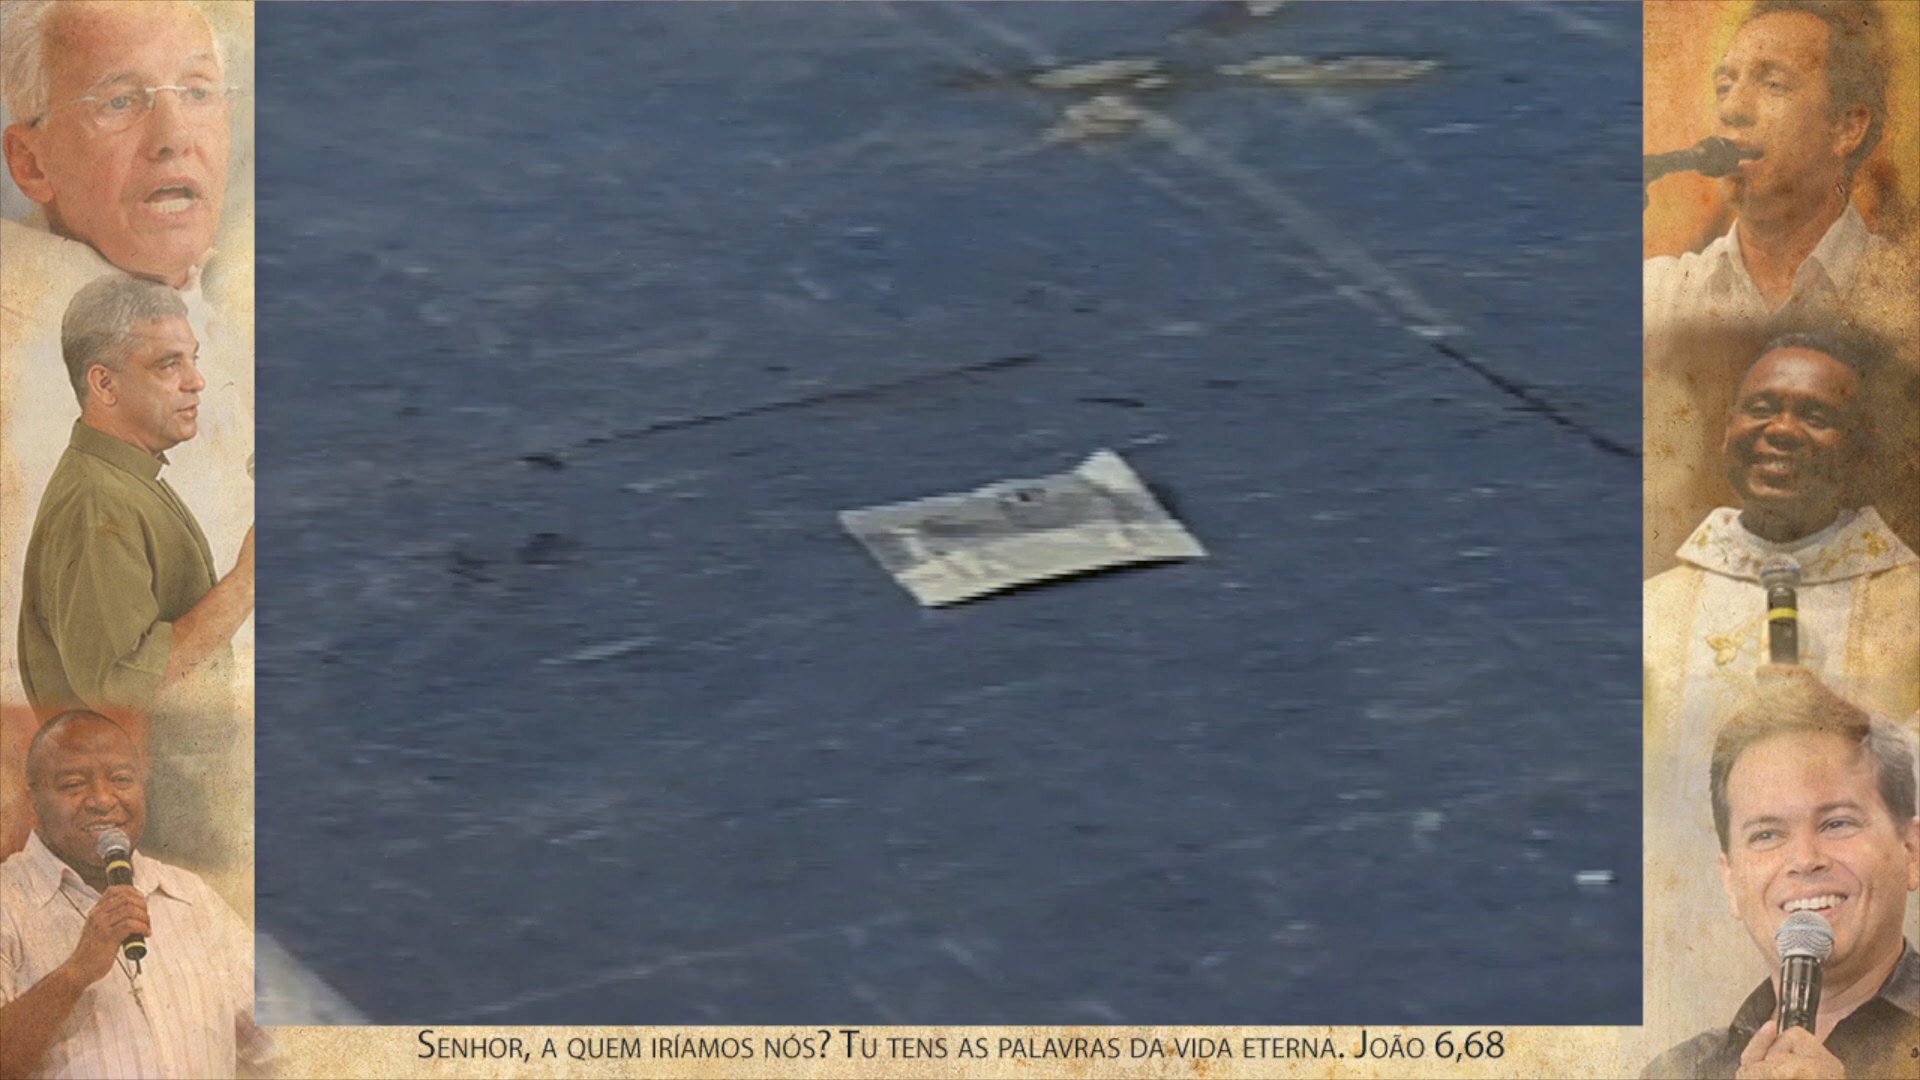 Senhor, a quem iríamos nós? Tu tens as palavras da vida eterna. João 6,68